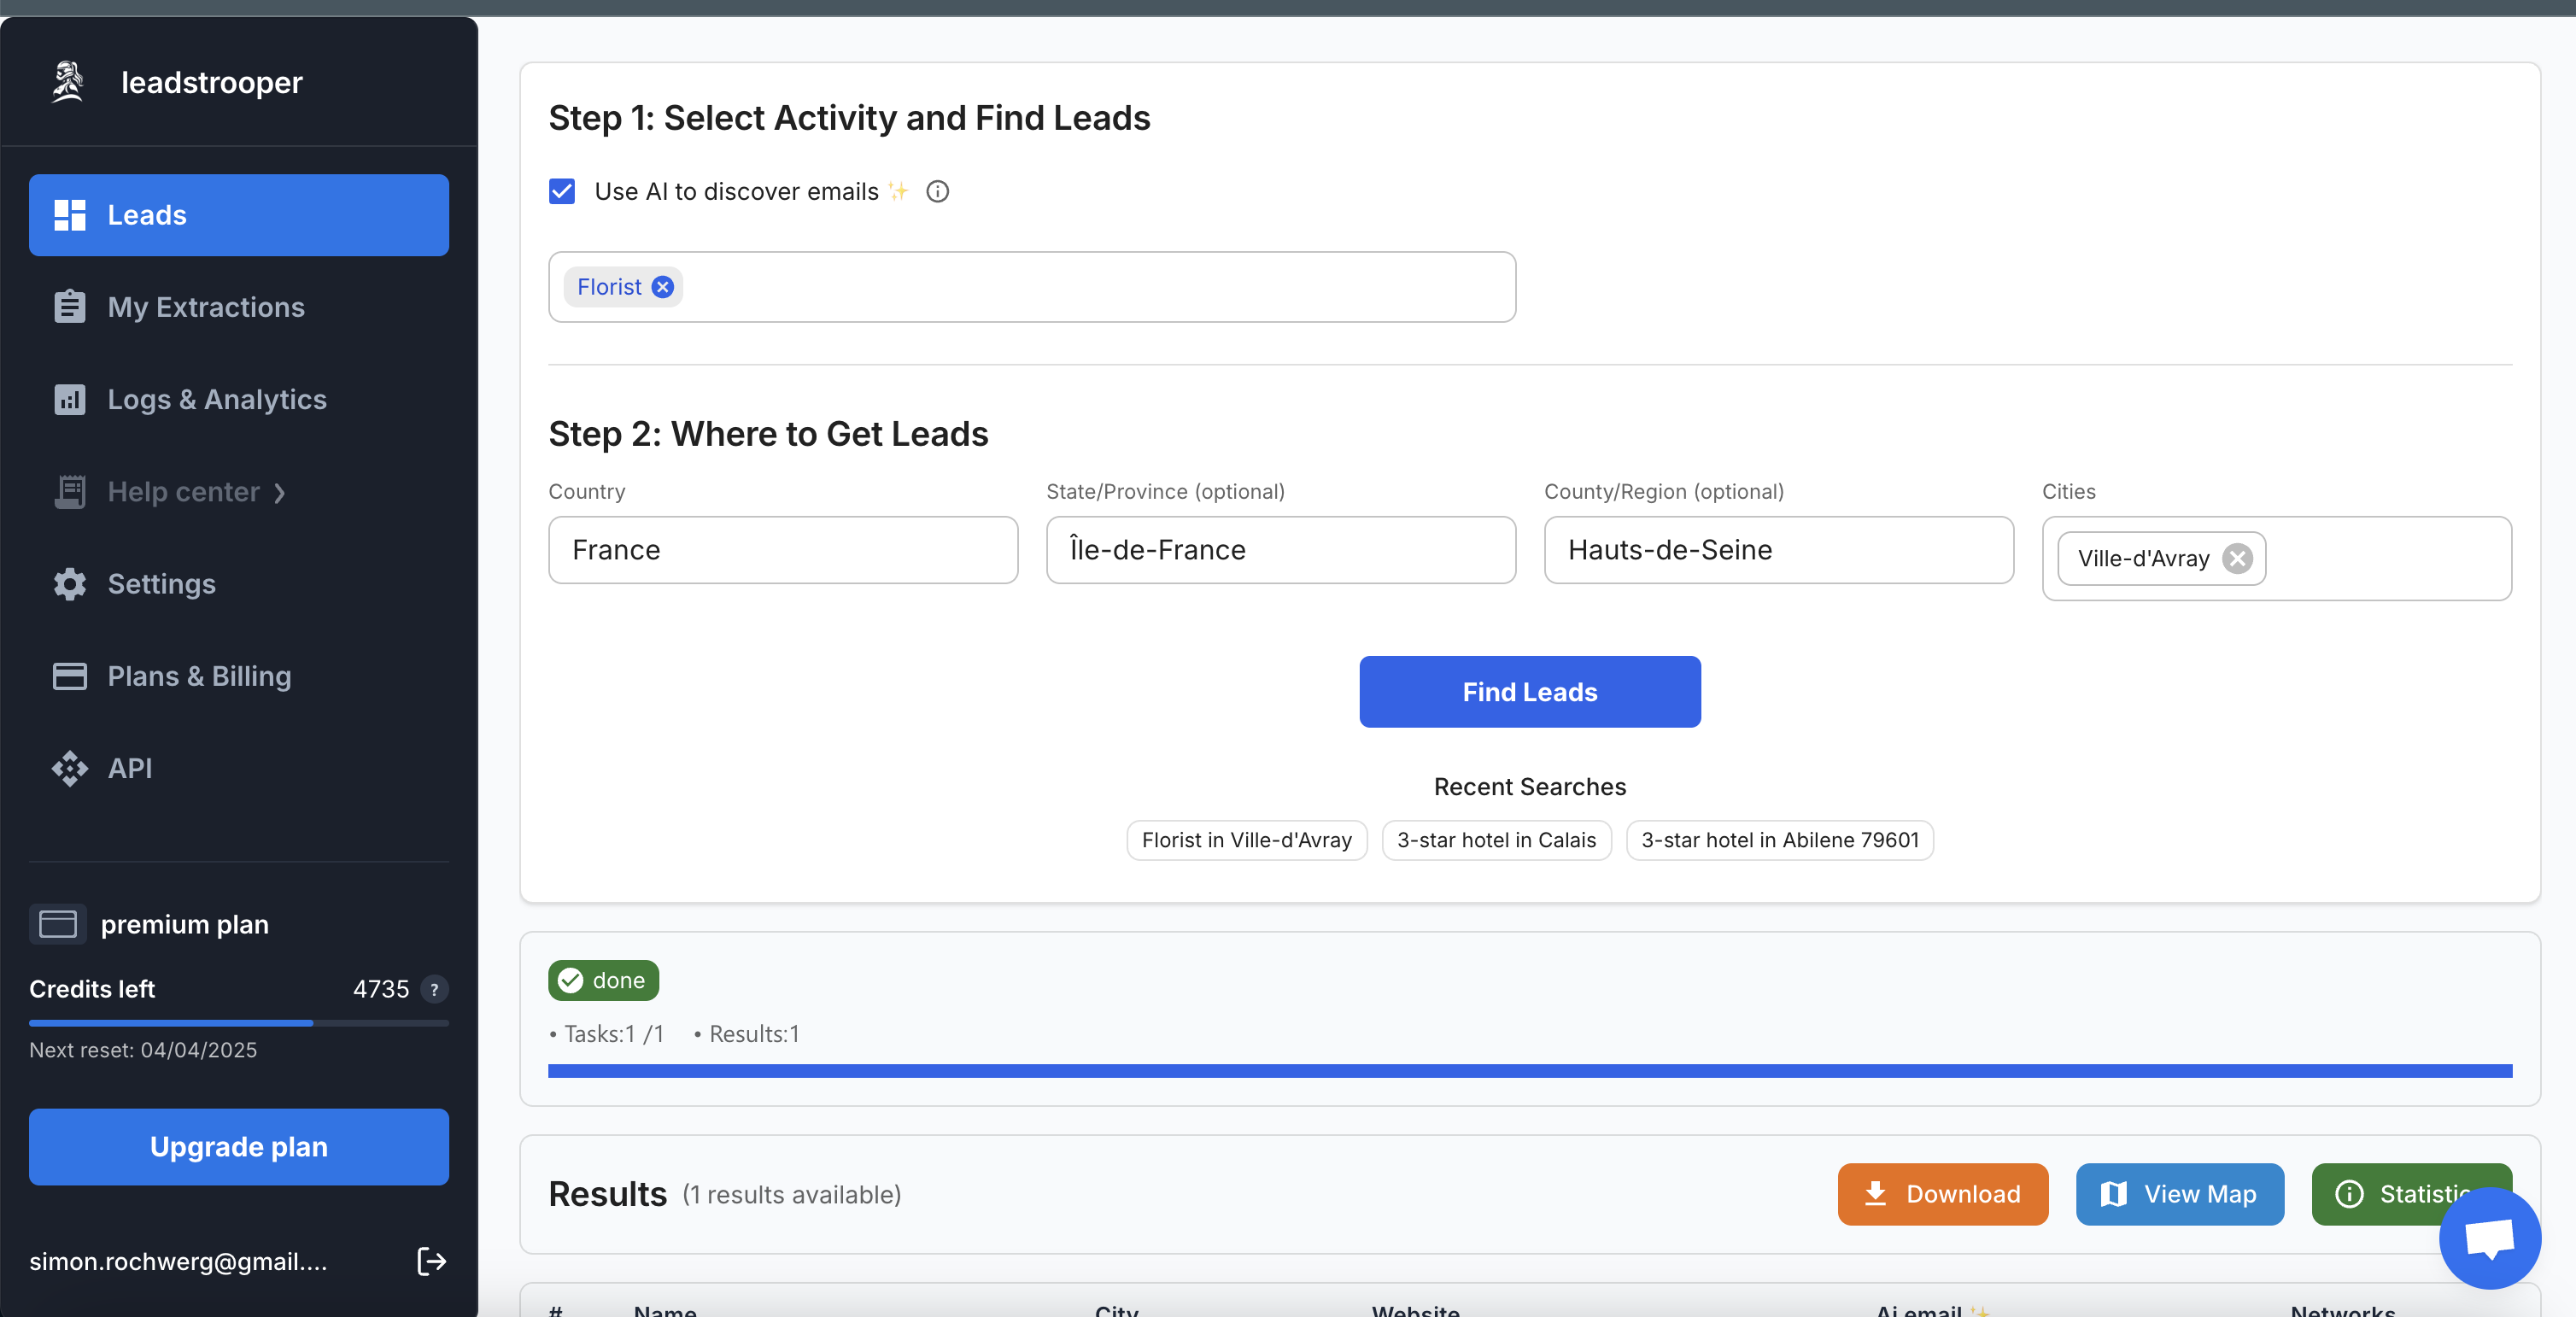 leadstrooper
Leads
My Extractions
Logs & Analytics
Help center
Settings
Plans & Billing
API
premium plan
Credits left 4735 ?
Next reset: 04/04/2025
Upgrade plan
simon.rochwerg@gmail....
Step 1: Select Activity and Find Leads
Use AI to discover emails ✨
Florist
Step 2: Where to Get Leads
Country State/Province (optional) County/Region (optional) Cities
France Île-de-France Hauts-de-Seine Ville-d'Avray
Find Leads
Recent Searches
Florist in Ville-d'Avray 3-star hotel in Calais 3-star hotel in Abilene 79601
done
• Tasks:1 /1 • Results:1
Results (1 results available) Download View Map Statistic
# Name City Website Ai email ✨ Networks